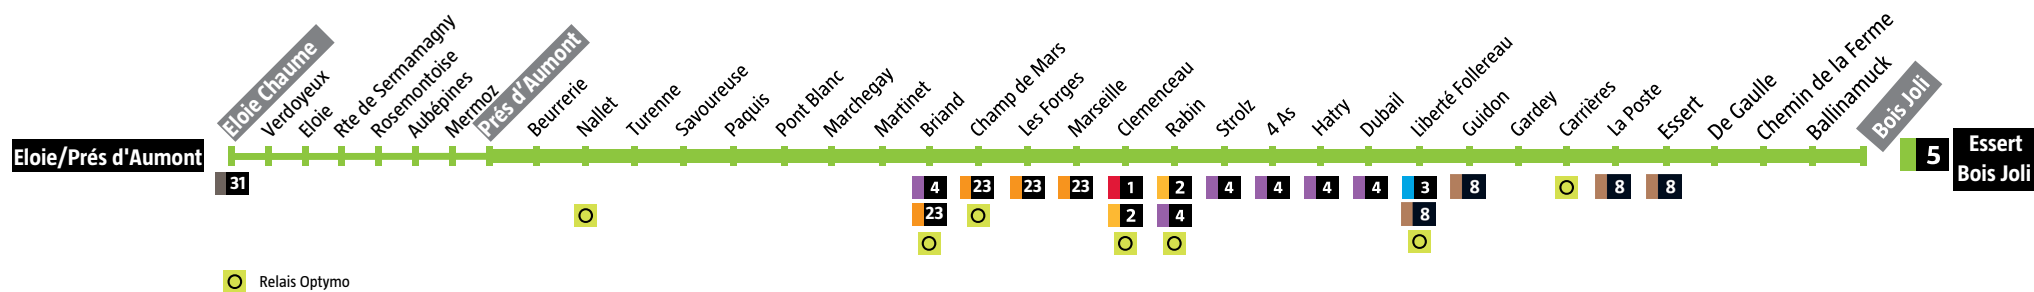 Eloie/Prés d'Aumont
Eloie Chaume
Verdoyeux
Eloie
Rte de Sermamagny
Rosemontoise
Aubépines
Mermoz
Prés d'Aumont
Beurrerie
Nallet
Turenne
Savoureuse
Paquis
Pont Blanc
Marchegay
Martinet
Briand
Champ de Mars
Les Forges
Marseille
Clemenceau
Rabin
Strolz
4 As
Hatry
Dubail
Liberté Follereau
Guidon
Gardey
Carrières
La Poste
Essert
De Gaulle
Chemin de la Ferme
Ballinamuck
Bois Joli
5
Essert
Bois Joli
31
4
23
23
23
23
1
2
2
4
4
4
4
4
3
8
8
8
8
Relais Optymo